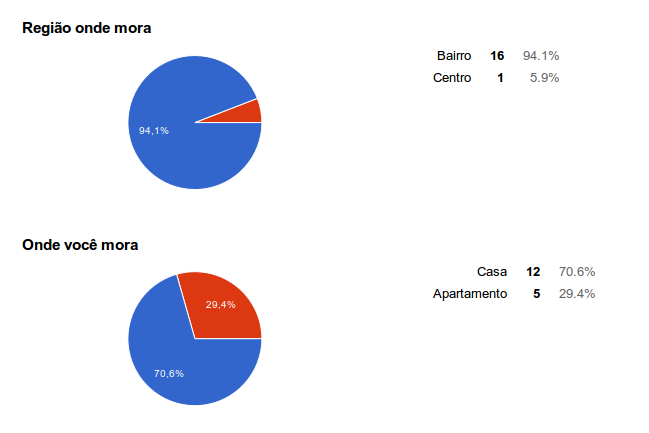 Região onde mora
Bairro 16 94.1%
Centro 1 5.9%
94,1%
Onde você mora
Casa 12 70.6%
Apartamento 5 29.4%
29,4%
70,6%